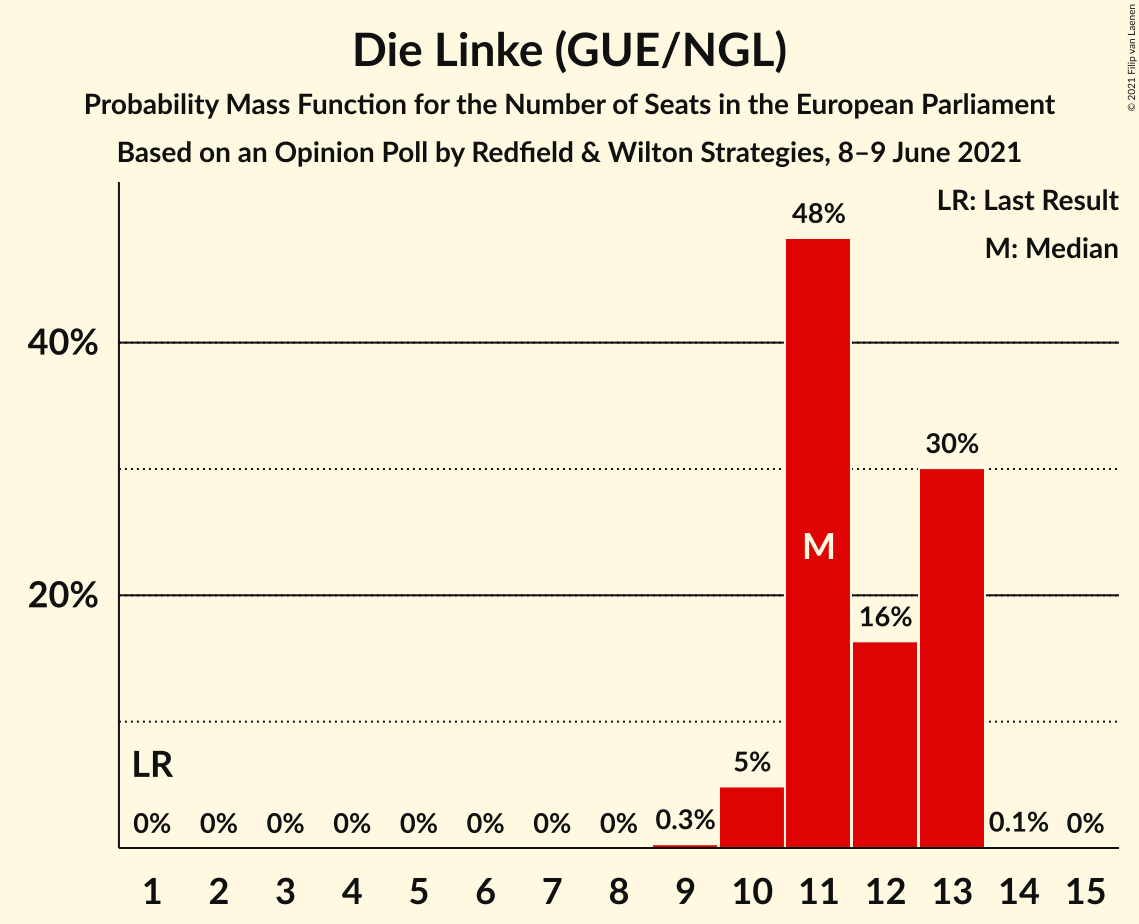 Die Linke (GUE/NGL)
Probability Mass Function for the Number of Seats in the European Parliament
Based on an Opinion Poll by Redfield & Wilton Strategies, 8–9 June 2021
© 2021 Filip van Laenen
LR: Last Result
M: Median
48%
40%
30%
M
20%
16%
5%
LR
0% 0% 0% 0% 0% 0% 0% 0% 0.3% 0.1% 0%
1 2 3 4 5 6 7 8 9 10 11 12 13 14 15